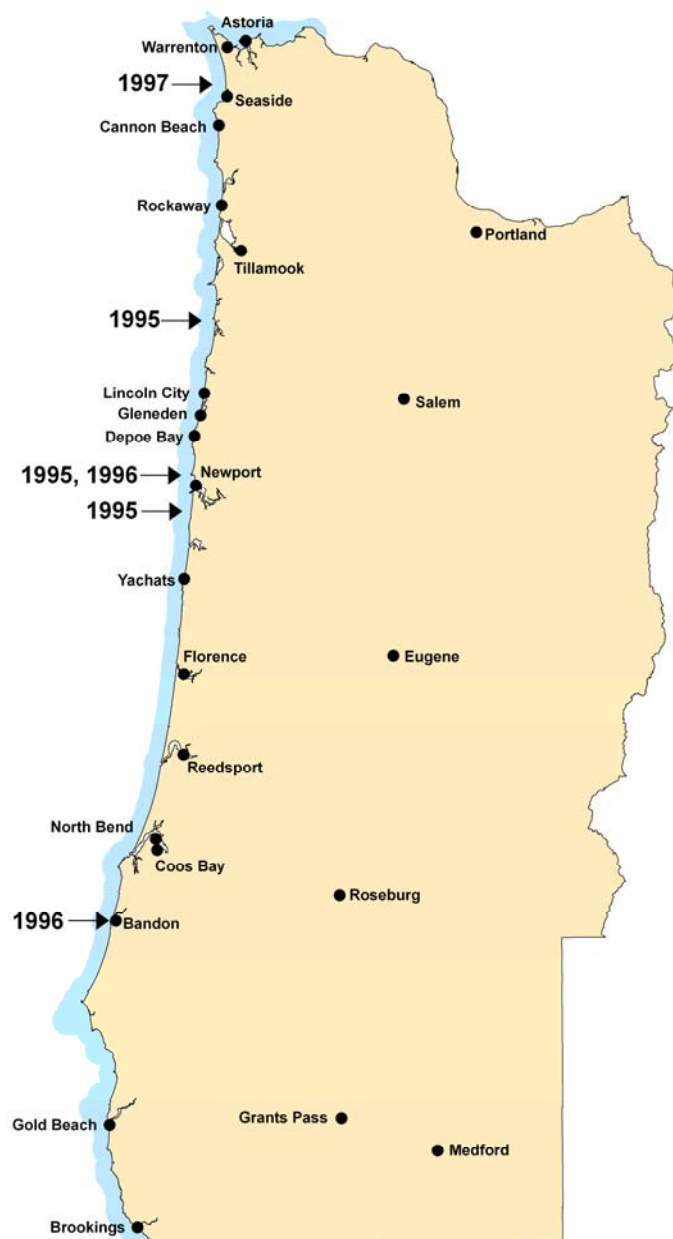 Astoria
Warrenton
1997
Seaside
Cannon Beach
Rockaway
Portland
Tillamook
1995
Lincoln City
Salem
Gleneden
Depoe Bay
1995, 1996
Newport
1995
Yachats
Florence
Eugene
Reedsport
North Bend
Coos Bay
Roseburg
1996
Bandon
Grants Pass
Gold Beach
Medford
Brookings